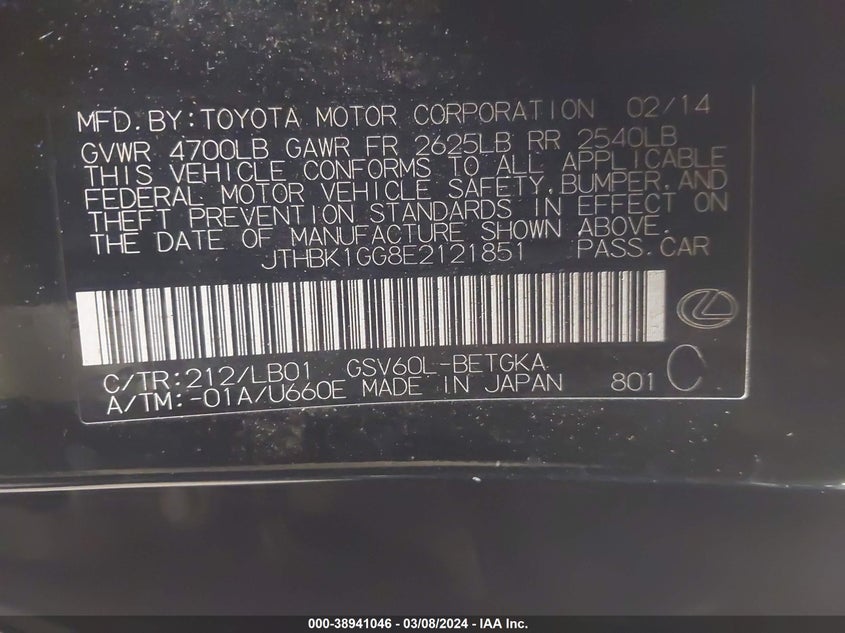 MFD. BY: TOYOTA MOTOR CORPORATION 02/14
GVWR 4700LB GAWR FR 2625LB RR 2540LB
THIS VEHICLE CONFORMS TO ALL APPLICABLE
FEDERAL MOTOR VEHICLE SAFETY, BUMPER, AND
THEFT PREVENTION STANDARDS IN EFFECT ON
THE DATE OF MANUFACTURE SHOWN ABOVE.
JTHBK1GG8E2121851 PASS. CAR
C/TR: 212/LB01 GSV60L-BETGKA
A/TM: -01A/U660E MADE IN JAPAN 801 C
000-38941046 - 03/08/2024 - IAA Inc.